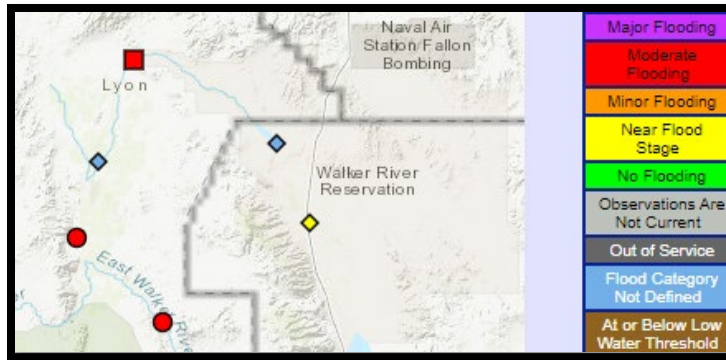 Naval Air
Station/Fallon
Bombing
Lyon
Walker River
Reservation
East Walker Rive
Major Flooding
Moderate
Flooding
Minor Flooding
Near Flood
Stage
No Flooding
Observations Are
Not Current
Out of Service
Flood Category
Not Defined
At or Below Low
Water Threshold